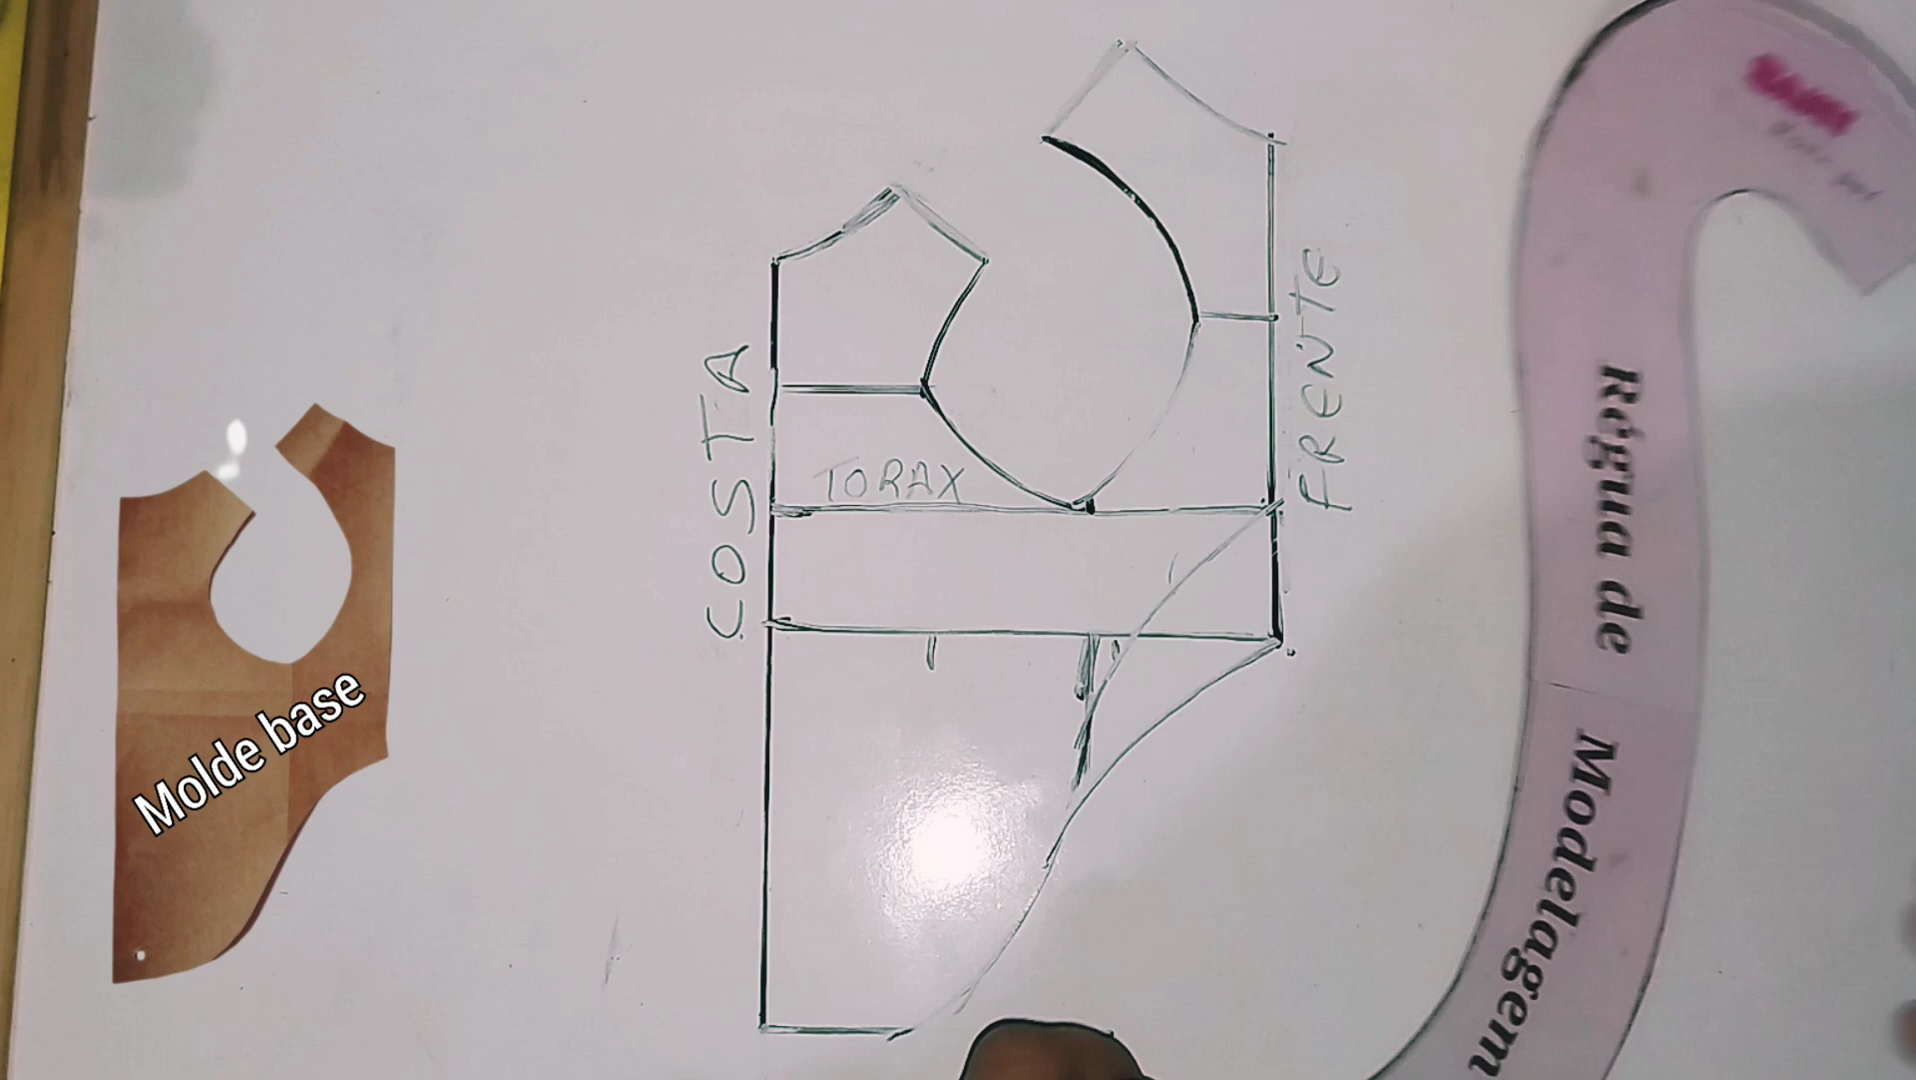 Molde base
COSTA
TORAX
FRENTE
Régua de
Modelagem